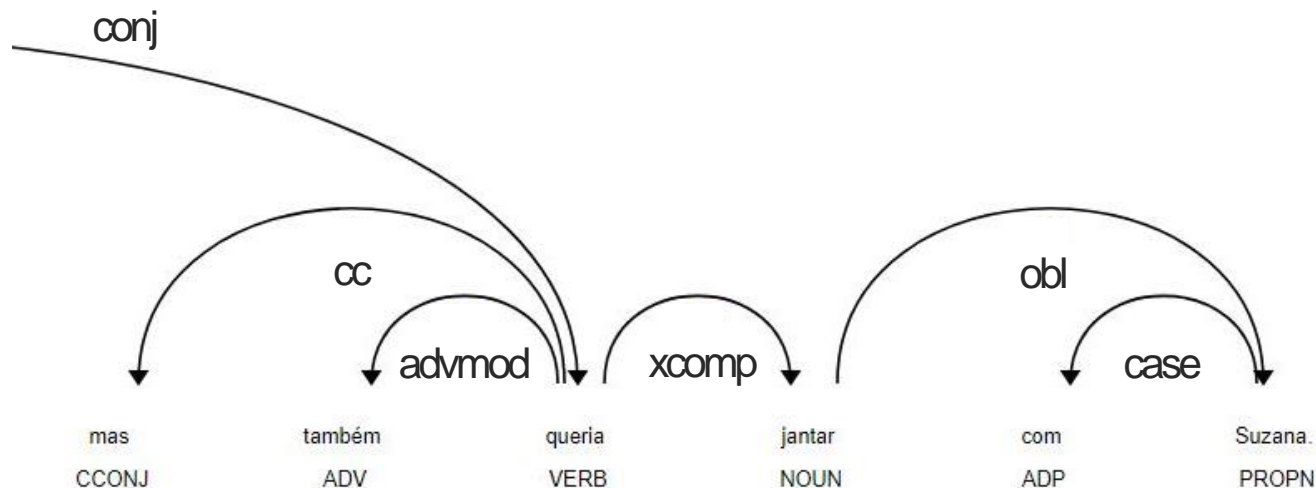 conj
cc obl
advmod xcomp case
mas também queria jantar com Suzana.
CCONJ ADV VERB NOUN ADP PROPN